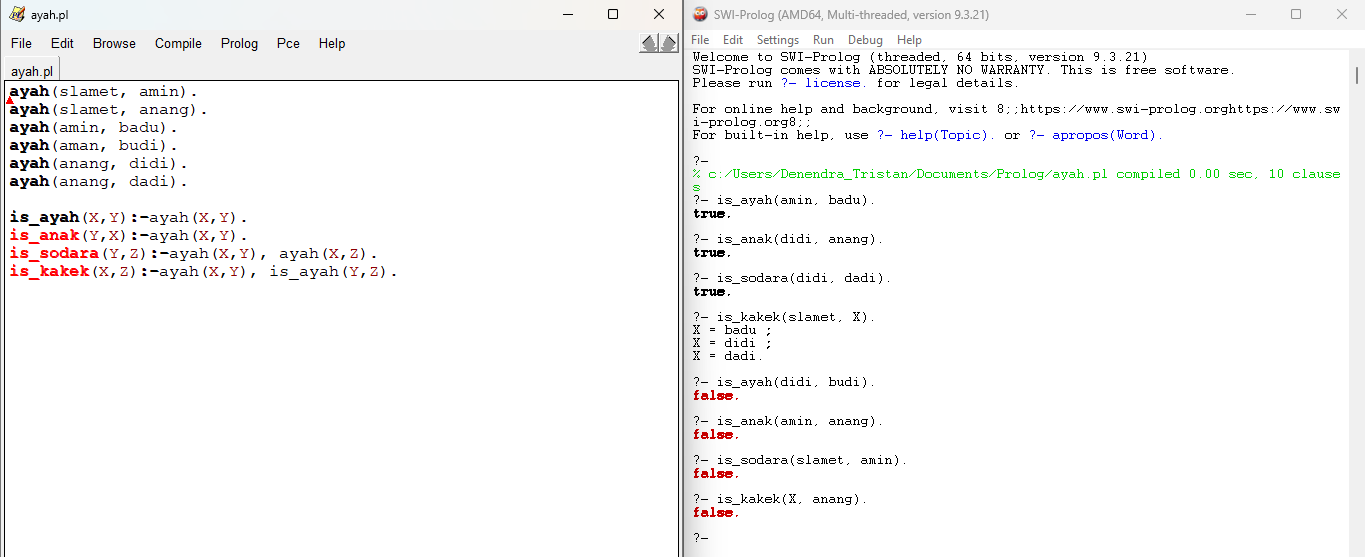 ayah.pl
File Edit Browse Compile Prolog Pce Help
ayah.pl
ayah(slamet, amin).
ayah(slamet, anang).
ayah(amin, badu).
ayah(aman, budi).
ayah(anang, didi).
ayah(anang, dadi).
is_ayah(X,Y):-ayah(X,Y).
is_anak(Y,X):-ayah(X,Y).
is_sodara(Y,Z):-ayah(X,Y), ayah(X,Z).
is_kakek(X,Z):-ayah(X,Y), is_ayah(Y,Z).
SWI-Prolog (AMD64, Multi-threaded, version 9.3.21)
File Edit Settings Run Debug Help
Welcome to SWI-Prolog (threaded, 64 bits, version 9.3.21)
SWI-Prolog comes with ABSOLUTELY NO WARRANTY. This is free software.
Please run ?- license. for legal details.
For online help and background, visit 8;;https://www.swi-prolog.orghttps://www.sw
i-prolog.org8;;
For built-in help, use ?- help(Topic). or ?- apropos(Word).
?-
% c:/Users/Denendra_Tristan/Documents/Prolog/ayah.pl compiled 0.00 sec, 10 clause
s
?- is_ayah(amin, badu).
true.
?- is_anak(didi, anang).
true.
?- is_sodara(didi, dadi).
true.
?- is_kakek(slamet, X).
X = badu ;
X = didi ;
X = dadi.
?- is_ayah(didi, budi).
false.
?- is_anak(amin, anang).
false.
?- is_sodara(slamet, amin).
false.
?- is_kakek(X, anang).
false.
?-